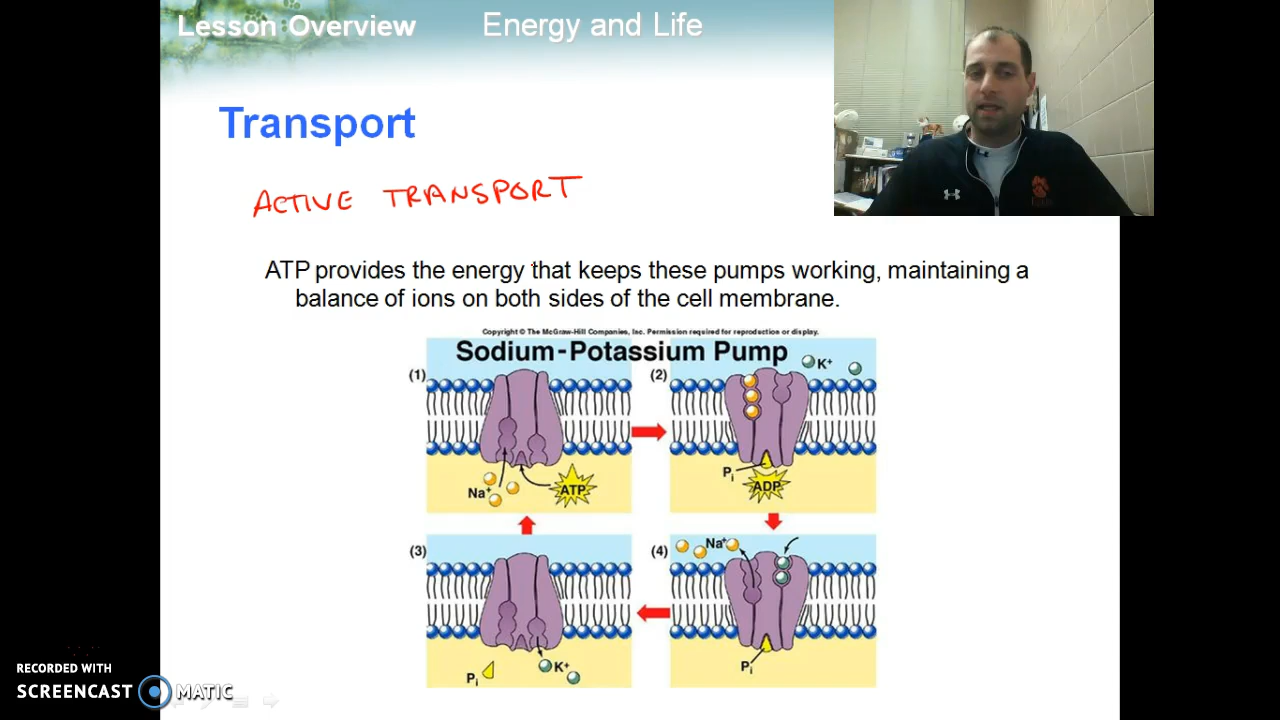 Lesson Overview Energy and Life
Transport
ACTIVE TRANSPORT
ATP provides the energy that keeps these pumps working, maintaining a
balance of ions on both sides of the cell membrane.
Copyright © The McGraw-Hill Companies, Inc. Permission required for reproduction or display.
Sodium-Potassium Pump
(1)
Na+
ATP
(2)
K+
Pi
ADP
(3)
Pi
K+
(4)
Na+
Pi
RECORDED WITH
SCREENCAST MATIC